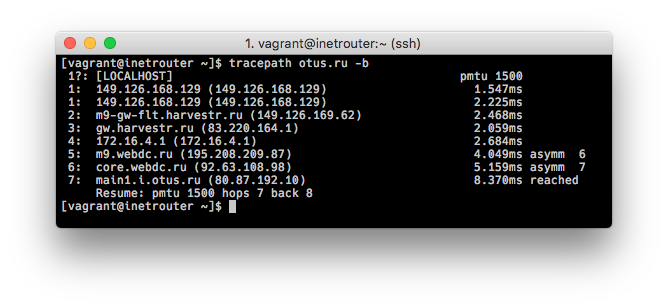 1. vagrant@inetrouter:~ (ssh)
[vagrant@inetrouter ~]$ tracepath otus.ru -b
 1?: [LOCALHOST]                                         pmtu 1500
 1:  149.126.168.129 (149.126.168.129)                     1.547ms
 1:  149.126.168.129 (149.126.168.129)                     2.225ms
 2:  m9-gw-flt.harvestr.ru (149.126.169.62)                2.468ms
 3:  gw.harvestr.ru (83.220.164.1)                         2.059ms
 4:  172.16.4.1 (172.16.4.1)                               2.684ms
 5:  m9.webdc.ru (195.208.209.87)                          4.049ms asymm  6
 6:  core.webdc.ru (92.63.108.98)                          5.159ms asymm  7
 7:  main1.i.otus.ru (80.87.192.10)                        8.370ms reached
     Resume: pmtu 1500 hops 7 back 8
[vagrant@inetrouter ~]$